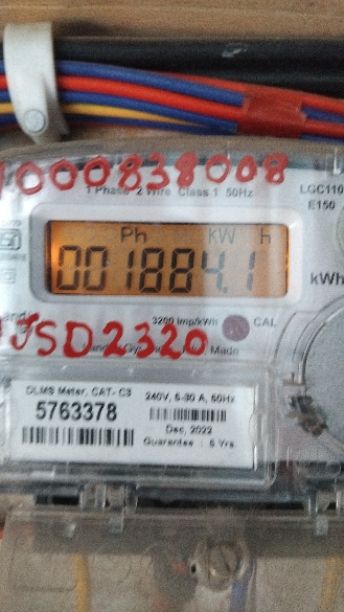 1000838008
1 Phase 2 Wire Class 1 50Hz
LGC110
E150
Ph kW h
001884.1
kWh
3200 imp/kWh
CAL
JSD2320
Made
DLMS Meter, CAT- C3
240V, 5-30 A, 50Hz
5763378
Dec, 2022
Guarantee : 5 Yrs.